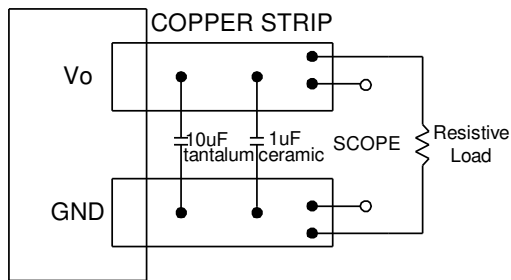 COPPER STRIP
Vo
10uF
tantalum
1uF
ceramic
SCOPE
Resistive
Load
GND